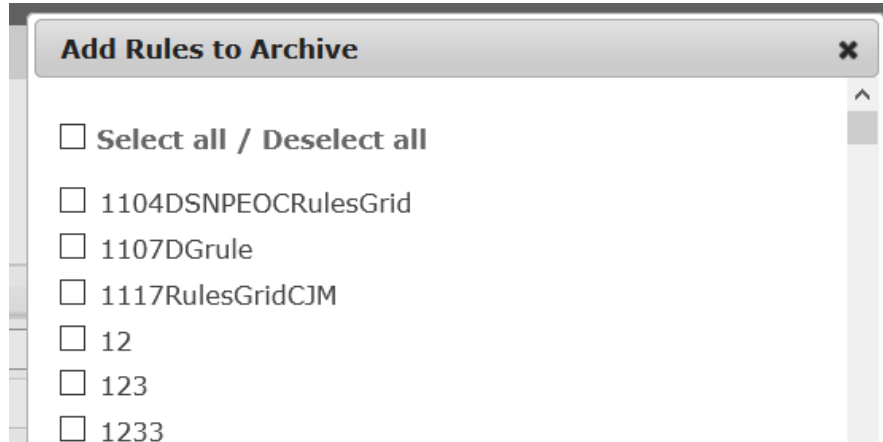 Add Rules to Archive
Select all / Deselect all
1104DSNPEOCRulesGrid
1107DGrule
1117RulesGridCJM
12
123
1233